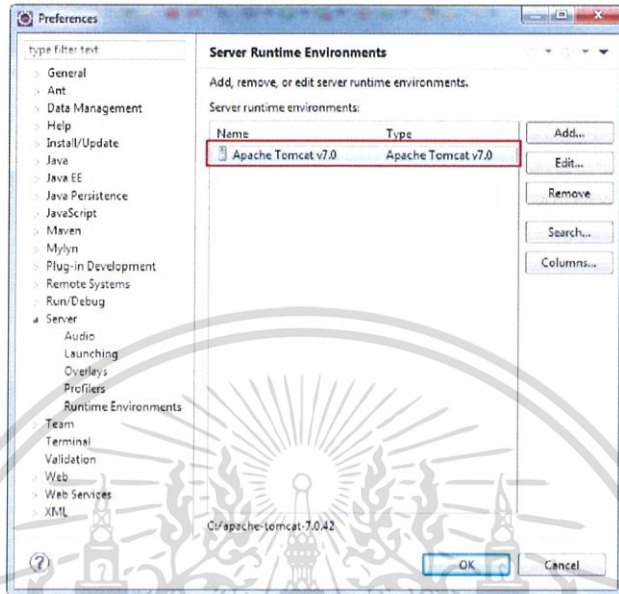 Preferences
type filter text
General
Ant
Data Management
Help
Install/Update
Java
Java EE
Java Persistence
JavaScript
Maven
Mylyn
Plug-in Development
Remote Systems
Run/Debug
Server
Audio
Launching
Overlays
Profilers
Runtime Environments
Team
Terminal
Validation
Web
Web Services
XML
Server Runtime Environments
Add, remove, or edit server runtime environments.
Server runtime environments:
Name Type
Apache Tomcat v7.0 Apache Tomcat v7.0
Add...
Edit...
Remove
Search...
Columns...
C:/apache-tomcat-7.0.42
OK Cancel